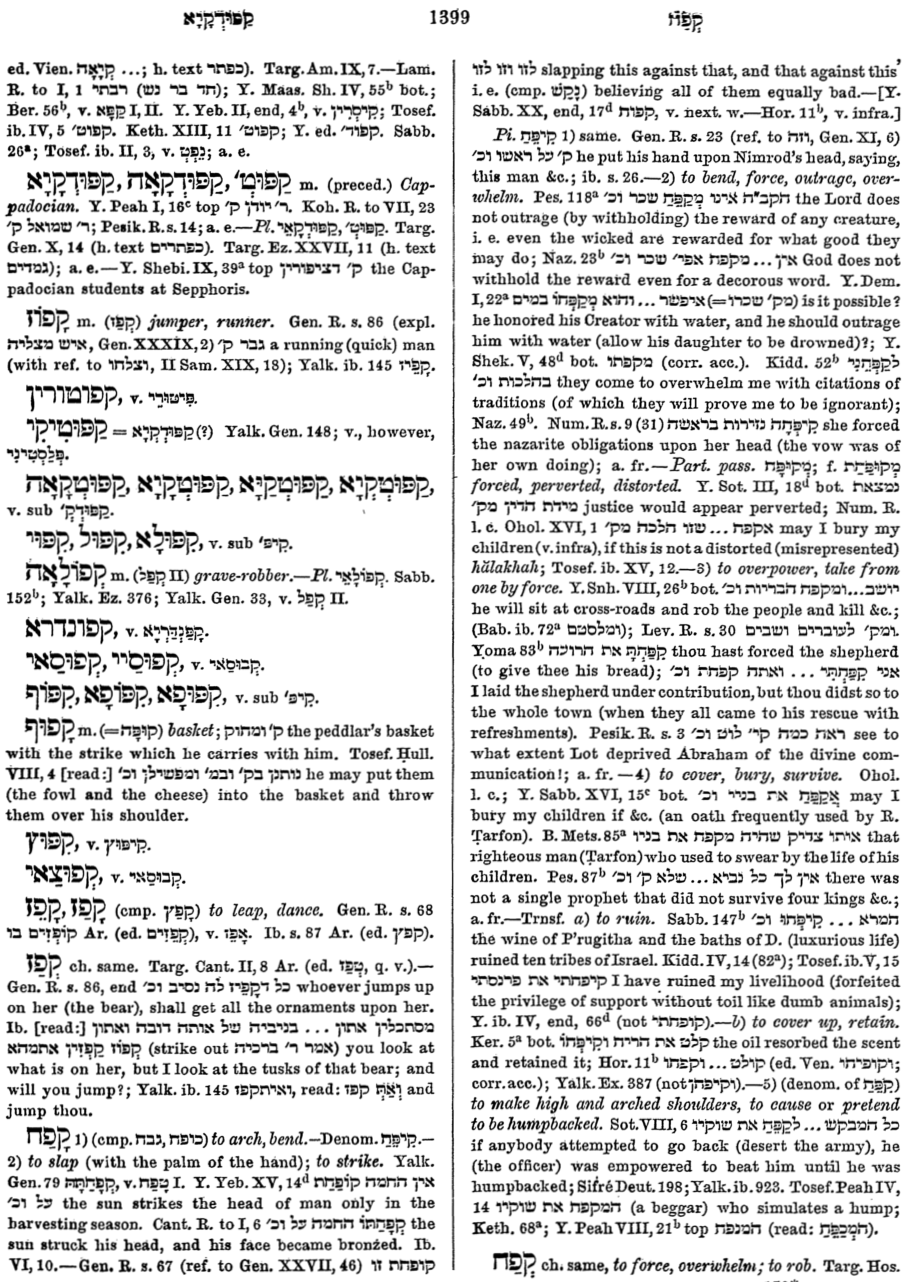 קַפּוּדְקָיָא
1399
קָפַח
ed. Vien. קַיָּאָה ...; h. text כפתר). Targ. Am. IX, 7.—Lam.
R. to I, 1 רבתי (חד בר נש); Y. Maas. Sh. IV, 55ᵇ bot.;
Ber. 56ᵇ, v. קַפָּא I, II. Y. Yeb. II, end, 4ᵇ, v. קֵיסָרִין; Tosef.
ib. IV, 5 קפוט'. Keth. XIII, 11 קפוט'; Y. ed. קפוד'. Sabb.
26ᵃ; Tosef. ib. II, 3, v. נֵפְט; a. e.
קַפּוּט', קַפּוּדְקָאָה, קַפּוּדְקָיָא m. (preced.) Cap-
padocian. Y. Peah I, 16ᶜ top ר' יודן ק'. Koh. R. to VII, 23
ר' שמואל ק'; Pesik. R. s. 14; a. e.—Pl. קַפּוּט', קַפּוּדְקָאֵי. Targ.
Gen. X, 14 (h. text כפתרים). Targ. Ez. XXVII, 11 (h. text
גמדים); a. e.—Y. Shebi. IX, 39ᵃ top ק' דציפורין the Cap-
padocian students at Sepphoris.
קָפוֹז m. (קָפַז) jumper, runner. Gen. R. s. 86 (expl.
איש מצליח, Gen. XXXIX, 2) גבר ק' a running (quick) man
(with ref. to וצלחו, II Sam. XIX, 18); Yalk. ib. 145 קָפִיז.
קפוטורין, v. פִּיטוּרֵי.
קַפּוּטִיקִי = קַפּוּדְקְיָא(?) Yalk. Gen. 148; v., however,
פְּלַסְטִינִי.
קַפּוּטְקְיָא, קַפּוּטְקַיָּא, קַפּוּטְקָיָא, קַפּוּטְקָאָה,
v. sub קַפּוּדְק'.
קִפּוּלָא, קִפּוּל, קִפּוּי, v. sub קִיפּ'.
קְפוֹלָאָה m. (קְפַל II) grave-robber.—Pl. קְפוֹלָאֵי. Sabb.
152ᵇ; Yalk. Ez. 376; Yalk. Gen. 33, v. קְפַל II.
קפונדרא, v. קַפַּנְדַּרְיָא.
קְפוּסַיי, קְפוּסַאי, v. קְבוּסַאי.
קִפּוּפָא, קִפּוֹפָא, קִפּוֹף, v. sub קִיפּ'.
קָפוּף m. (=קוּפָּה) basket; ק' ומחוק the peddlar's basket
with the strike which he carries with him. Tosef. Ḥull.
VIII, 4 [read:] נותנן בק' ובמ' ומפשילן וכ' he may put them
(the fowl and the cheese) into the basket and throw
them over his shoulder.
קִפּוּץ, v. קִיפּוּץ.
קְפוּצַאי, v. קְבוּסַאי.
קָפַז, קָפֵז (cmp. קָפַץ) to leap, dance. Gen. R. s. 68
קופזים בו Ar. (ed. קְפֵזִים), v. אָפַז. Ib. s. 87 Ar. (ed. קפץ).
קְפַז ch. same. Targ. Cant. II, 8 Ar. (ed. טְפַז, q. v.).—
Gen. R. s. 86, end כל דקָפֵיז לה נסיב וכ' whoever jumps up
on her (the bear), shall get all the ornaments upon her.
Ib. [read:] מסתכלין אתון ... בניביה של אותה דובה ואתון
קפוז קָפְזִין אתמהא (strike out אמר ר' ברכיה) you look at
what is on her, but I look at the tusks of that bear; and
will you jump?; Yalk. ib. 145 ואיתקפז, read: וְאַתְּ קפז and
jump thou.
קָפַח 1) (cmp. כופח, גבח) to arch, bend.—Denom. קִיפֵּחַ.—
2) to slap (with the palm of the hand); to strike. Yalk.
Gen. 79 קְפָחַתָּה, v. טָפַח I. Y. Yeb. XV, 14ᵈ אין החמה קוֹפַחַת
על וכ' the sun strikes the head of man only in the
harvesting season. Cant. R. to I, 6 קְפָחַתּוּ החמה על וכ' the
sun struck his head, and his face became bronzed. Ib.
VI, 10.—Gen. R. s. 67 (ref. to Gen. XXVII, 46) קופחת זו
לזו וזו לזו slapping this against that, and that against this
i. e. (cmp. נָקַשׁ) believing all of them equally bad.—[Y.
Sabb. XX, end, 17ᵈ קפות, v. next. w.—Hor. 11ᵇ, v. infra.]
Pi. קִיפֵּחַ 1) same. Gen. R. s. 23 (ref. to וזה, Gen. XI, 6)
ק' על ראשו וכ' he put his hand upon Nimrod's head, saying,
this man &c.; ib. s. 26.—2) to bend, force, outrage, over-
whelm. Pes. 118ᵃ הקב"ה אינו מְקַפֵּחַ שכר וכ' the Lord does
not outrage (by withholding) the reward of any creature,
i. e. even the wicked are rewarded for what good they
may do; Naz. 23ᵇ אין ... מקפח אפי' שכר וכ' God does not
withhold the reward even for a decorous word. Y. Dem.
I, 22ᵃ איפשר ... והוא מְקַפְּחוֹ במים (=מק' שכרו) is it possible?
he honored his Creator with water, and he should outrage
him with water (allow his daughter to be drowned)?; Y.
Shek. V, 48ᵈ bot. מקפחו (corr. acc.). Kidd. 52ᵇ לְקַפְּחֵנִי
בהלכות וכ' they come to overwhelm me with citations of
traditions (of which they will prove me to be ignorant);
Naz. 49ᵇ. Num. R. s. 9 (31) קִיפְּחָה נזירות בראשה she forced
the nazarite obligations upon her head (the vow was of
her own doing); a. fr.—Part. pass. מְקוּפָּח; f. מְקוּפַּחַת
forced, perverted, distorted. Y. Sot. III, 18ᵈ bot. נמצאת
מידת הדין מק' justice would appear perverted; Num. R.
l. c. Ohol. XVI, 1 אקפח ... שזו הלכה מק' may I bury my
children (v. infra), if this is not a distorted (misrepresented)
hălakhah; Tosef. ib. XV, 12.—3) to overpower, take from
one by force. Y. Snh. VIII, 26ᵇ bot. יושב ... ומקפח הבריות וכ'
he will sit at cross-roads and rob the people and kill &c.;
(Bab. ib. 72ᵃ ומלסטם); Lev. R. s. 30 ומק' לעוברים ושבים.
Yoma 83ᵇ קִפַּחְתָּ את הרועה thou hast forced the shepherd
(to give thee his bread); אני קִפַּחְתִּי ... ואתה קפחת וכ'
I laid the shepherd under contribution, but thou didst so to
the whole town (when they all came to his rescue with
refreshments). Pesik. R. s. 3 ראה כמה קי' לוט וכ' see to
what extent Lot deprived Abraham of the divine com-
munication!; a. fr. —4) to cover, bury, survive. Ohol.
l. c.; Y. Sabb. XVI, 15ᶜ bot. אֲקַפֵּחַ את בניי וכ' may I
bury my children if &c. (an oath frequently used by R.
Ṭarfon). B. Mets. 85ᵃ אותו צדיק שהיה מקפח את בניו that
righteous man (Ṭarfon) who used to swear by the life of his
children. Pes. 87ᵇ אין לך כל נביא ... שלא ק' וכ' there was
not a single prophet that did not survive four kings &c.;
a. fr.—Trnsf. a) to ruin. Sabb. 147ᵇ חמרא ... קִיפְּחוּ וכ'
the wine of P'rugitha and the baths of D. (luxurious life)
ruined ten tribes of Israel. Kidd. IV, 14 (82ᵃ); Tosef. ib. V, 15
קיפחתי את פרנסתי I have ruined my livelihood (forfeited
the privilege of support without toil like dumb animals);
Y. ib. IV, end, 66ᵈ (not קופחתי).—b) to cover up, retain.
Ker. 5ᵃ bot. קלט את הריח וקִיפְּחוֹ the oil resorbed the scent
and retained it; Hor. 11ᵇ קולט ... וקפחו (ed. Ven. וקופיחו;
corr. acc.); Yalk. Ex. 387 (not וקיפחן).—5) (denom. of קִפֵּחַ)
to make high and arched shoulders, to cause or pretend
to be humpbacked. Sot. VIII, 6 כל המבקש ... לְקַפֵּחַ את שוקיו
if anybody attempted to go back (desert the army), he
(the officer) was empowered to beat him until he was
humpbacked; Sifré Deut. 198; Yalk. ib. 923. Tosef. Peah IV,
14 המקפח את שוקיו (a beggar) who simulates a hump;
Keth. 68ᵃ; Y. Peah VIII, 21ᵇ top המנפח (read: הַמְכַפֵּחַ).
קְפַח ch. same, to force, overwhelm; to rob. Targ. Hos.